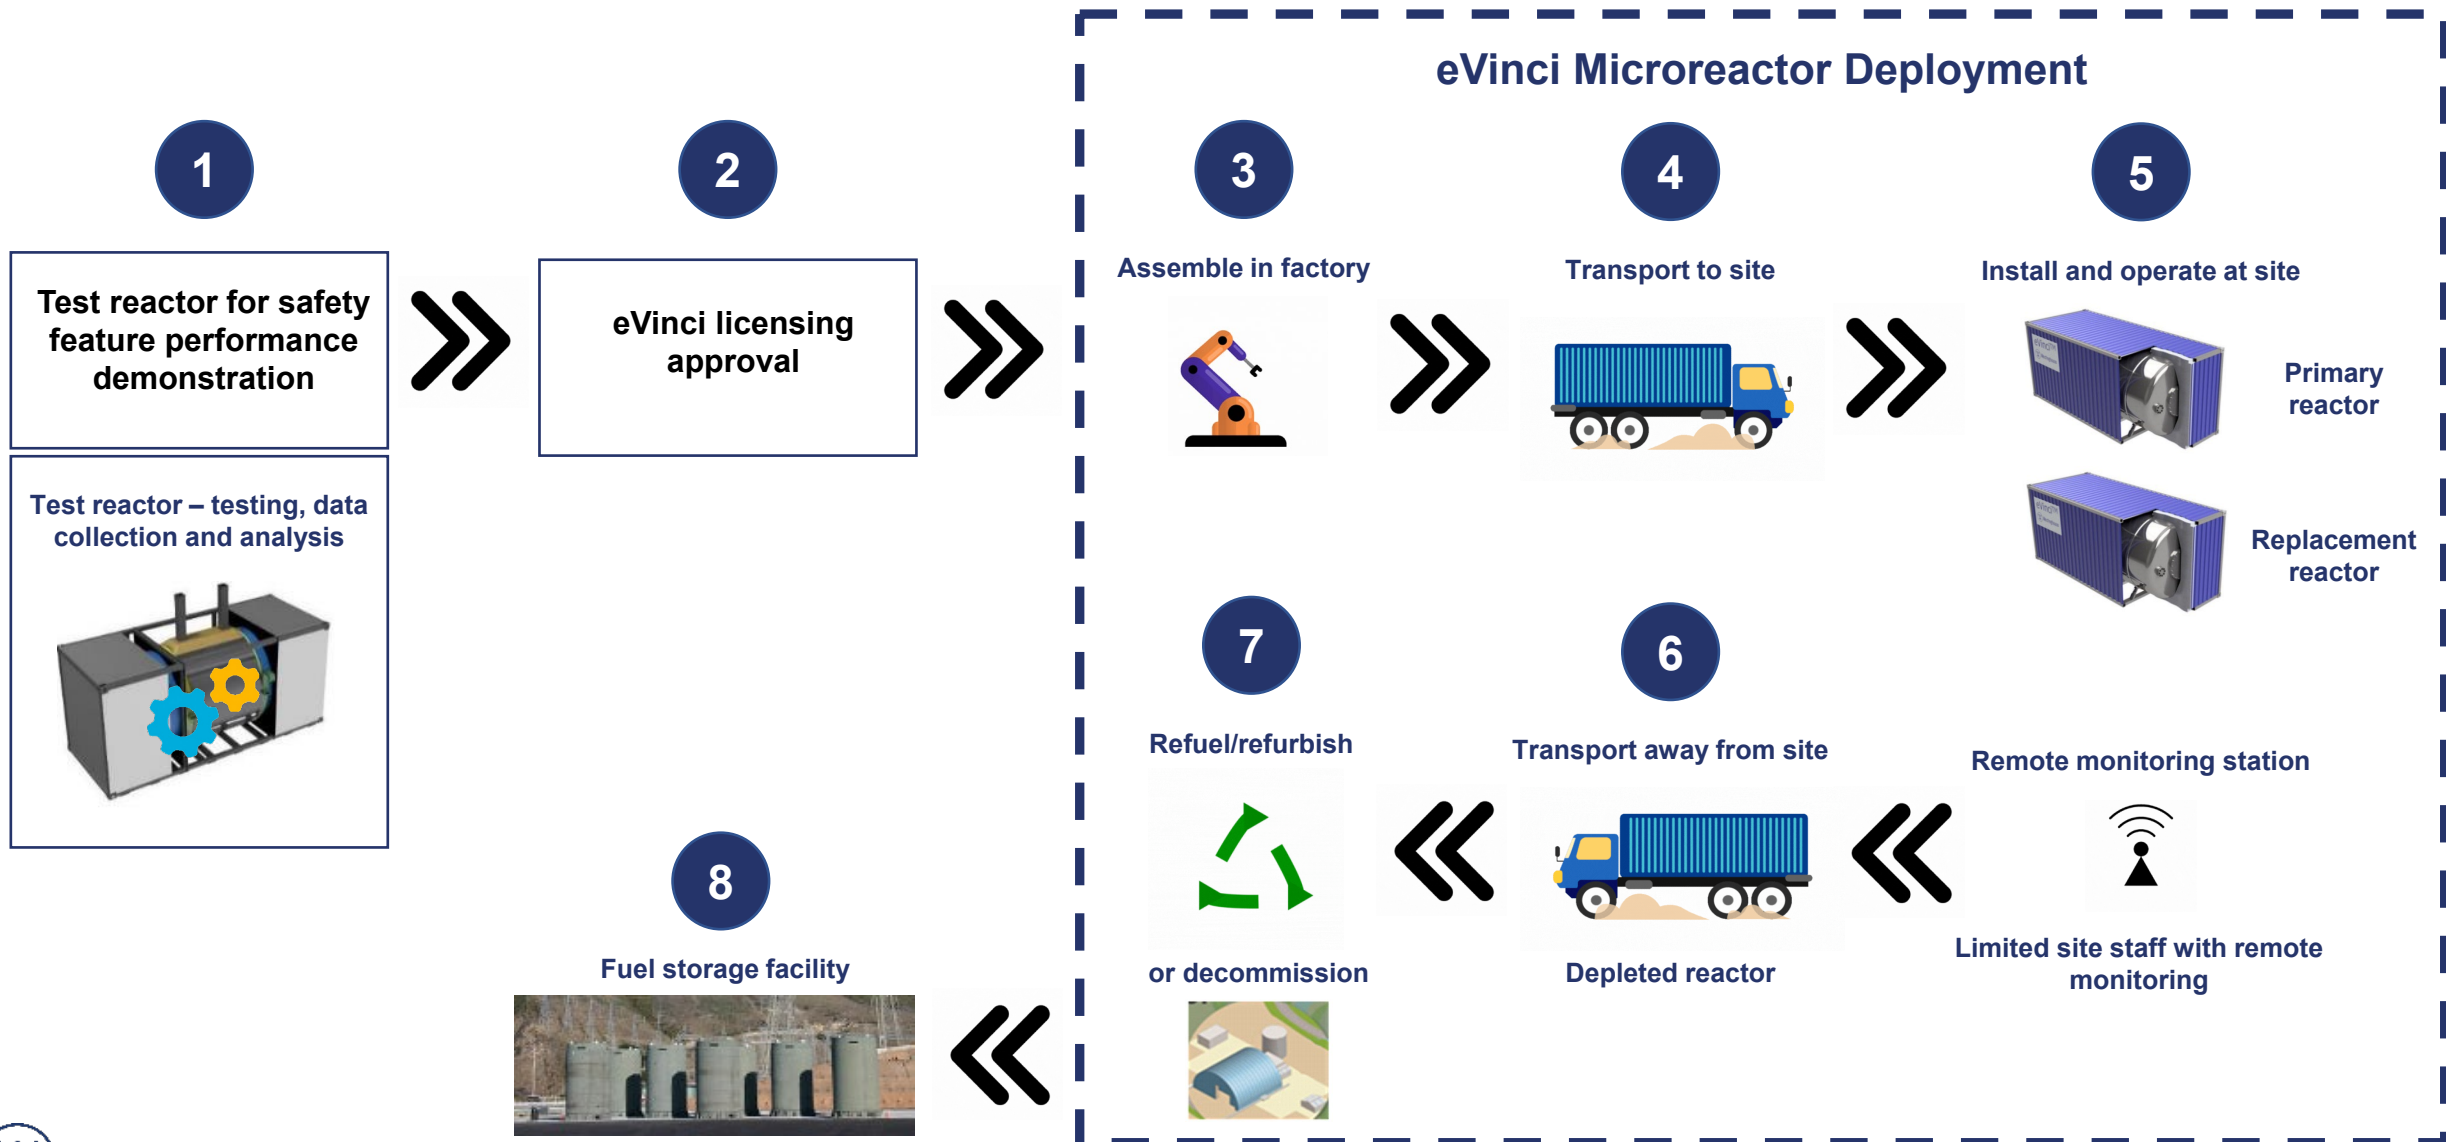 eVinci Microreactor Deployment
1
2
3
4
5
Test reactor for safety
feature performance
demonstration
eVinci licensing
approval
Assemble in factory
Transport to site
Install and operate at site
Primary
reactor
Test reactor – testing, data
collection and analysis
Replacement
reactor
7
6
Refuel/refurbish
Transport away from site
Remote monitoring station
8
Fuel storage facility
or decommission
Depleted reactor
Limited site staff with remote
monitoring